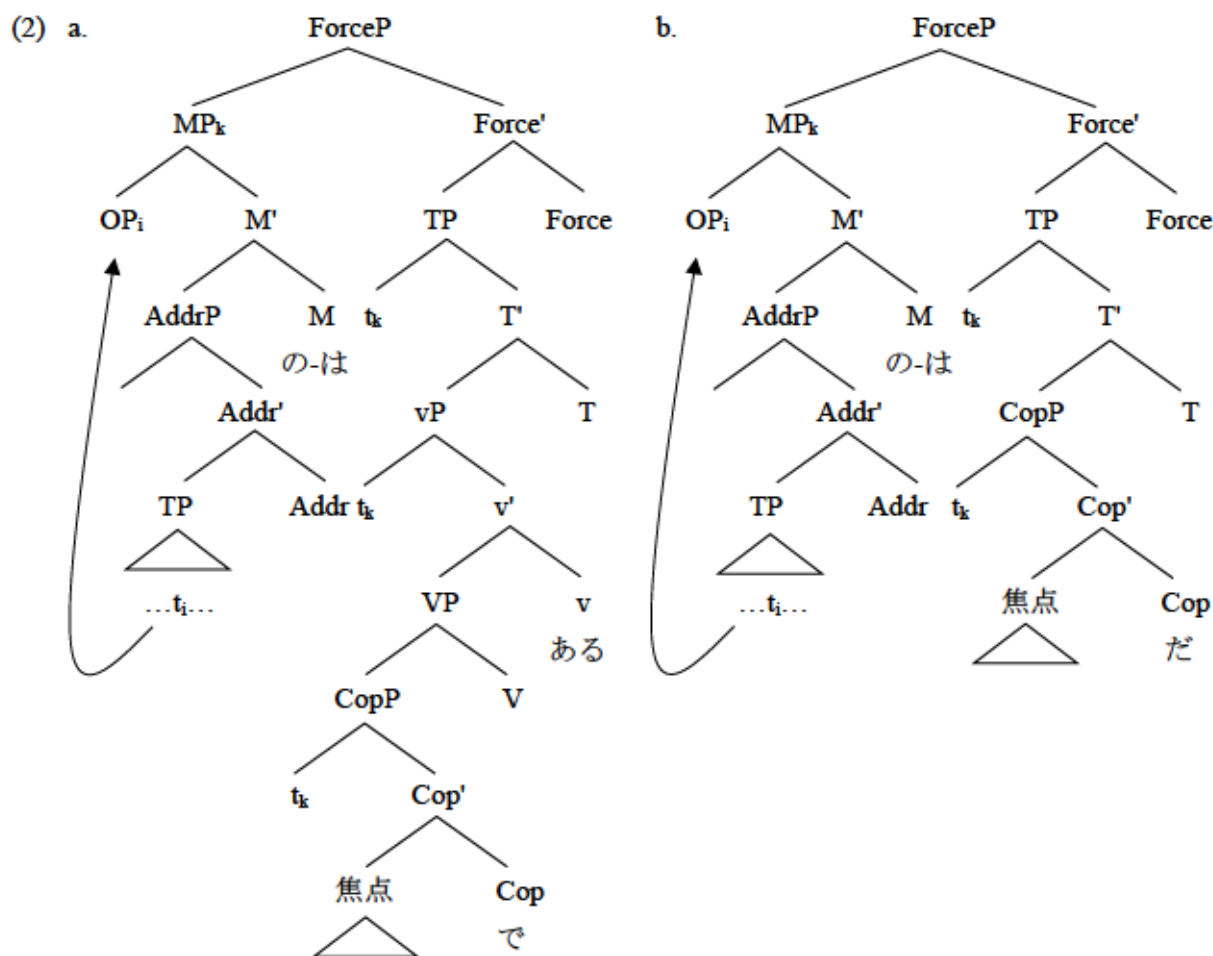 (2) a. ForceP b. ForceP
MPₖ Force' MPₖ Force'
OPᵢ M' TP Force OPᵢ M' TP Force
AddrP M tₖ T' AddrP M tₖ T'
の-は の-は
Addr' vP T Addr' CopP T
TP Addr tₖ v' TP Addr tₖ Cop'
…tᵢ… VP v …tᵢ… 焦点 Cop
ある だ
CopP V
tₖ Cop'
焦点 Cop
で